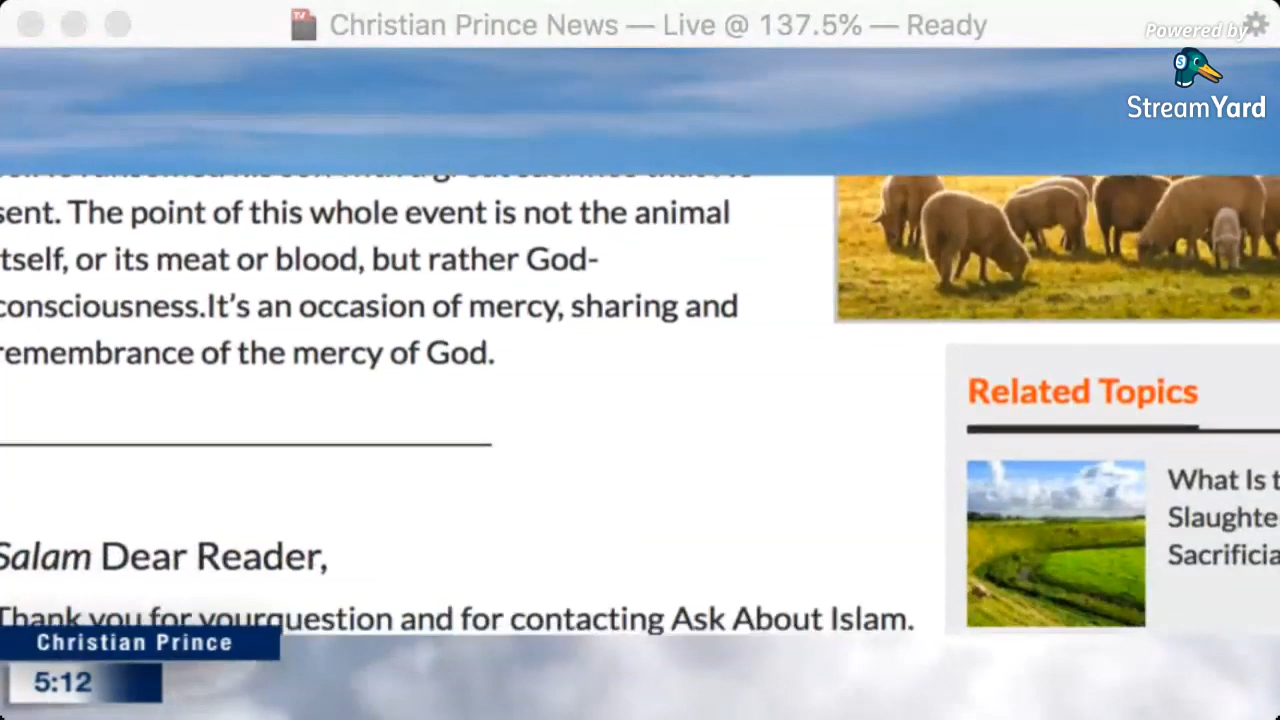 Christian Prince News — Live @ 137.5% — Ready
Powered by
StreamYard
sent. The point of this whole event is not the animal
tself, or its meat or blood, but rather God-
consciousness.It's an occasion of mercy, sharing and
remembrance of the mercy of God.
Related Topics
What Is t
Slaughte
Sacrificia
Salam Dear Reader,
Thank you for yourquestion and for contacting Ask About Islam.
Christian Prince
5:12